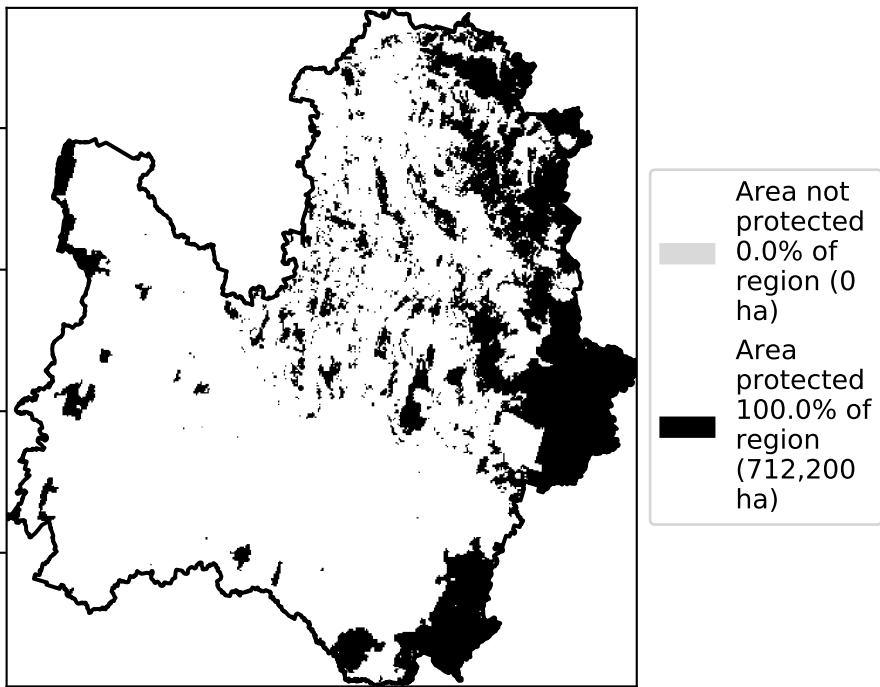 Area not
protected
0.0% of
region (0
ha)
Area
protected
100.0% of
region
(712,200
ha)